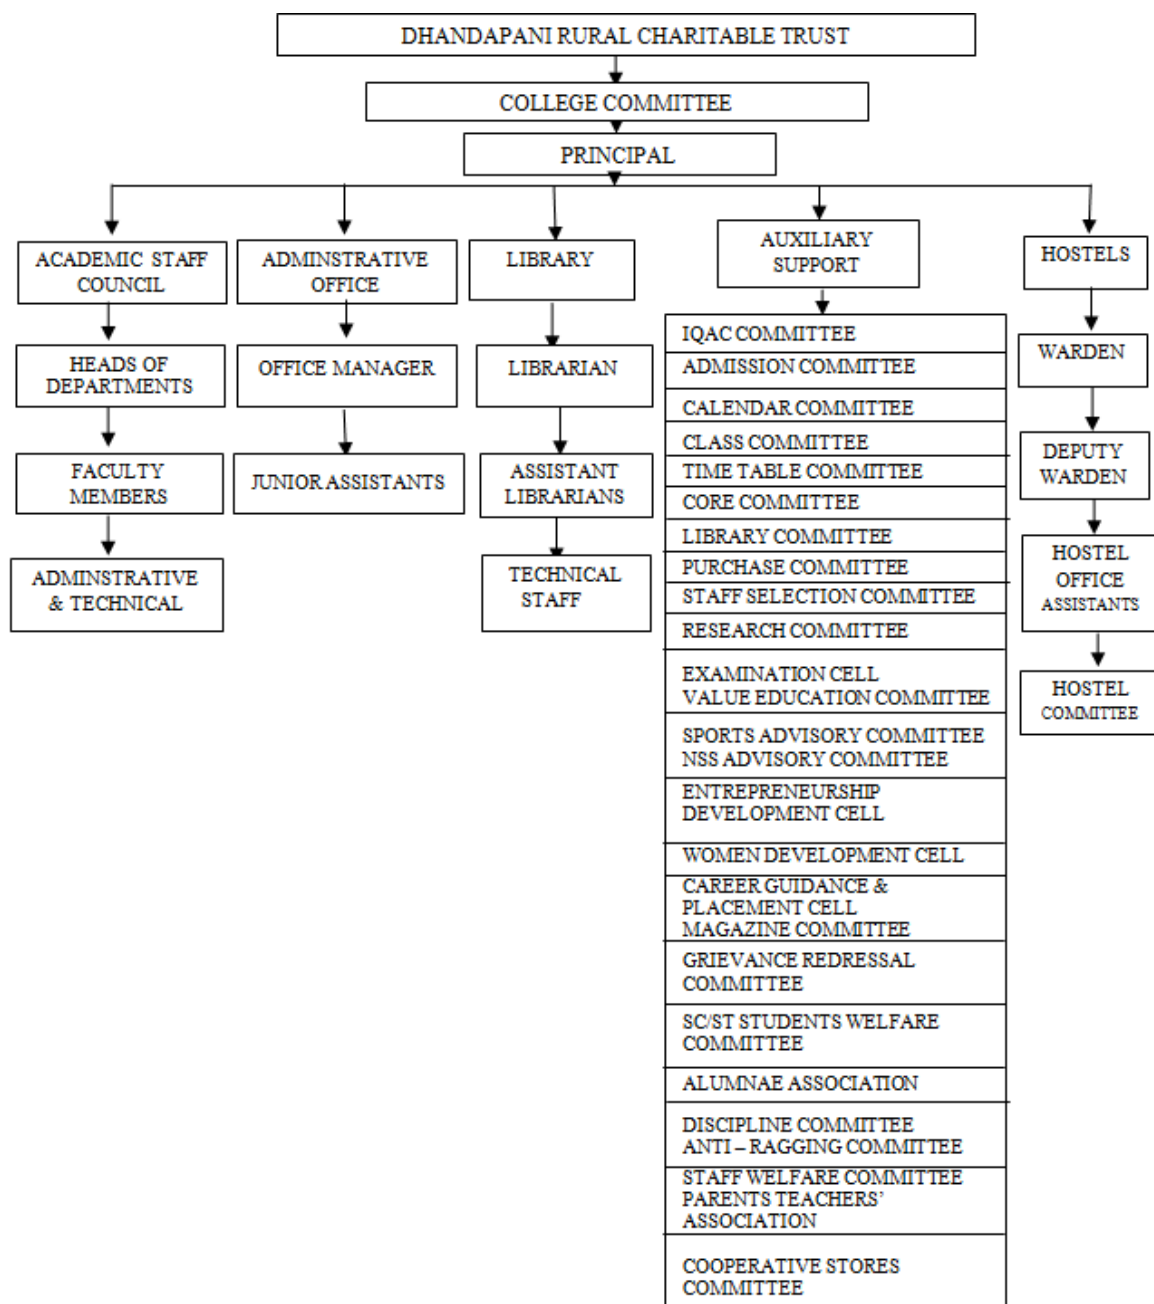 DHANDAPANI RURAL CHARITABLE TRUST
COLLEGE COMMITTEE
PRINCIPAL
ACADEMIC STAFF
COUNCIL
HEADS OF
DEPARTMENTS
FACULTY
MEMBERS
ADMINSTRATIVE
& TECHNICAL
ADMINSTRATIVE
OFFICE
OFFICE MANAGER
JUNIOR ASSISTANTS
LIBRARY
LIBRARIAN
ASSISTANT
LIBRARIANS
TECHNICAL
STAFF
AUXILIARY
SUPPORT
IQAC COMMITTEE
ADMISSION COMMITTEE
CALENDAR COMMITTEE
CLASS COMMITTEE
TIME TABLE COMMITTEE
CORE COMMITTEE
LIBRARY COMMITTEE
PURCHASE COMMITTEE
STAFF SELECTION COMMITTEE
RESEARCH COMMITTEE
EXAMINATION CELL
VALUE EDUCATION COMMITTEE
SPORTS ADVISORY COMMITTEE
NSS ADVISORY COMMITTEE
ENTREPRENEURSHIP
DEVELOPMENT CELL
WOMEN DEVELOPMENT CELL
CAREER GUIDANCE &
PLACEMENT CELL
MAGAZINE COMMITTEE
GRIEVANCE REDRESSAL
COMMITTEE
SC/ST STUDENTS WELFARE
COMMITTEE
ALUMNAE ASSOCIATION
DISCIPLINE COMMITTEE
ANTI – RAGGING COMMITTEE
STAFF WELFARE COMMITTEE
PARENTS TEACHERS’
ASSOCIATION
COOPERATIVE STORES
COMMITTEE
HOSTELS
WARDEN
DEPUTY
WARDEN
HOSTEL
OFFICE
ASSISTANTS
HOSTEL
COMMITTEE